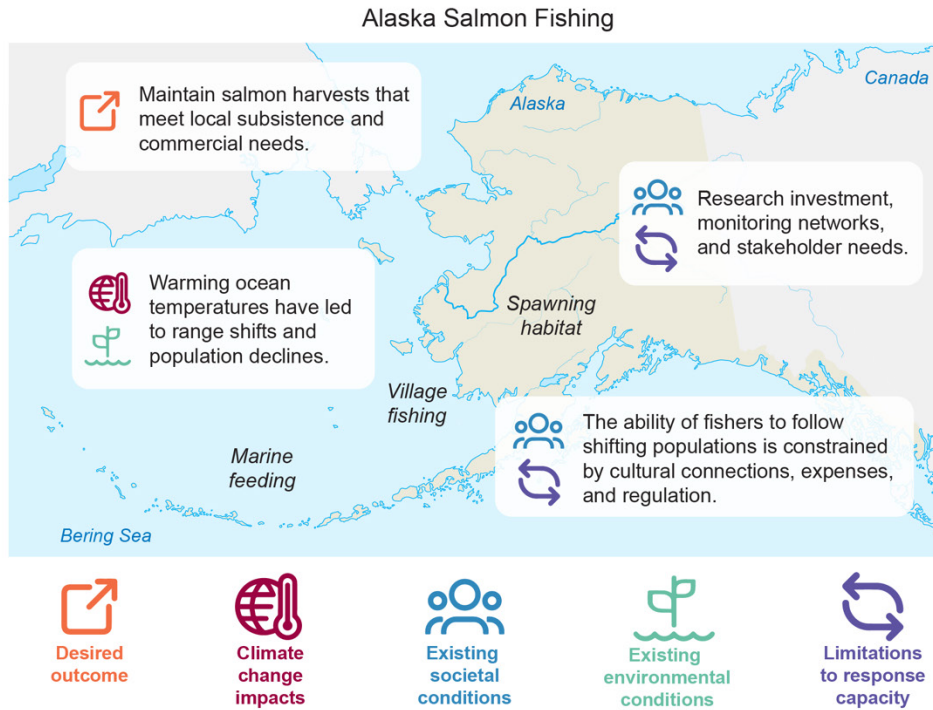 Alaska Salmon Fishing
Maintain salmon harvests that
meet local subsistence and
commercial needs.
Alaska
Canada
Research investment,
monitoring networks,
and stakeholder needs.
Warming ocean
temperatures have led
to range shifts and
population declines.
Spawning
habitat
Village
fishing
The ability of fishers to follow
shifting populations is constrained
by cultural connections, expenses,
and regulation.
Marine
feeding
Bering Sea
Desired
outcome
Climate
change
impacts
Existing
societal
conditions
Existing
environmental
conditions
Limitations
to response
capacity